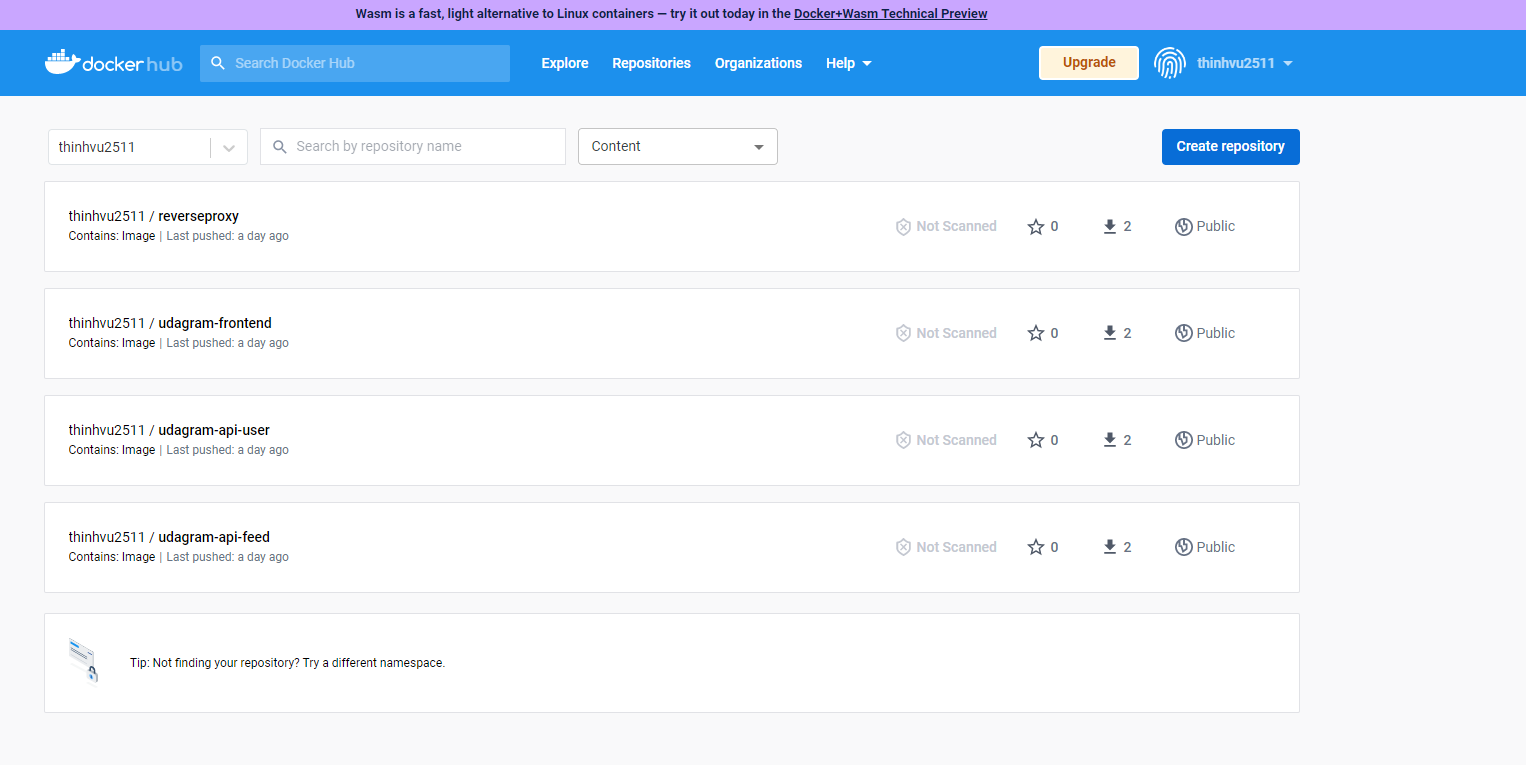 Wasm is a fast, light alternative to Linux containers — try it out today in the Docker+Wasm Technical Preview
dockerhub Search Docker Hub Explore Repositories Organizations Help Upgrade thinhvu2511
thinhvu2511 Search by repository name Content Create repository
thinhvu2511 / reverseproxy
Contains: Image | Last pushed: a day ago
Not Scanned 0 2 Public
thinhvu2511 / udagram-frontend
Contains: Image | Last pushed: a day ago
Not Scanned 0 2 Public
thinhvu2511 / udagram-api-user
Contains: Image | Last pushed: a day ago
Not Scanned 0 2 Public
thinhvu2511 / udagram-api-feed
Contains: Image | Last pushed: a day ago
Not Scanned 0 2 Public
Tip: Not finding your repository? Try a different namespace.